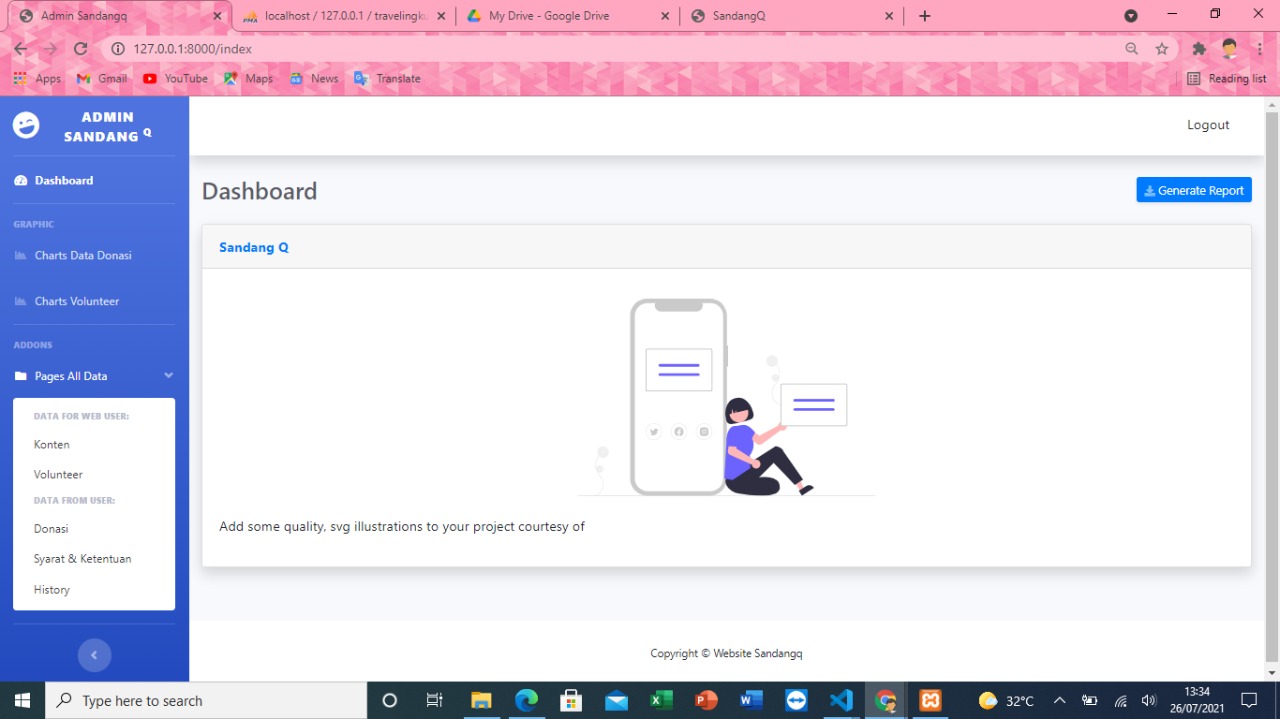 Admin Sandangq
localhost / 127.0.0.1 / travelingku
My Drive - Google Drive
SandangQ
127.0.0.1:8000/index
Apps
Gmail
YouTube
Maps
News
Translate
Reading list
ADMIN
SANDANG Q
Logout
Dashboard
Dashboard
Generate Report
GRAPHIC
Charts Data Donasi
Charts Volunteer
Sandang Q
ADDONS
Pages All Data
DATA FOR WEB USER:
Konten
Volunteer
DATA FROM USER:
Donasi
Syarat & Ketentuan
History
Add some quality, svg illustrations to your project courtesy of
Copyright © Website Sandangq
Type here to search
32°C
13:34
26/07/2021